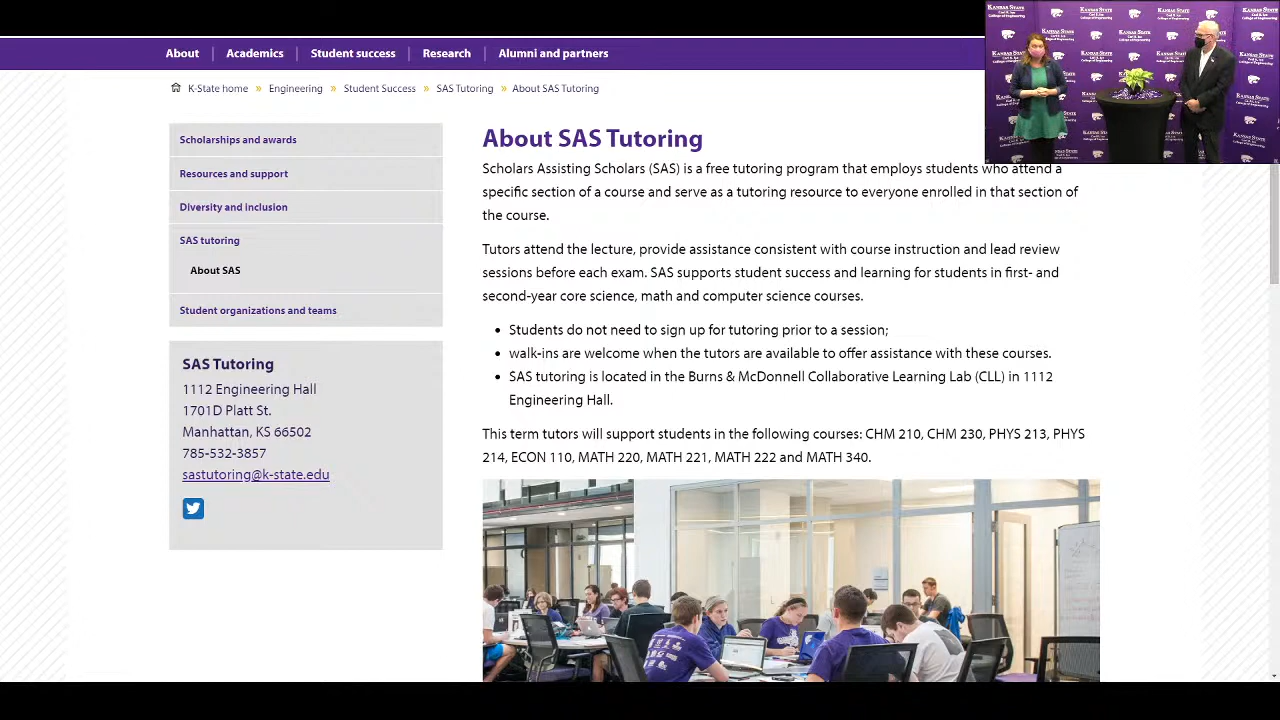 About
Academics
Student success
Research
Alumni and partners
K-State home » Engineering » Student Success » SAS Tutoring » About SAS Tutoring
Scholarships and awards
Resources and support
Diversity and inclusion
SAS tutoring
About SAS
Student organizations and teams
SAS Tutoring
1112 Engineering Hall
1701D Platt St.
Manhattan, KS 66502
785-532-3857
sastutoring@k-state.edu
About SAS Tutoring
Scholars Assisting Scholars (SAS) is a free tutoring program that employs students who attend a
specific section of a course and serve as a tutoring resource to everyone enrolled in that section of
the course.
Tutors attend the lecture, provide assistance consistent with course instruction and lead review
sessions before each exam. SAS supports student success and learning for students in first- and
second-year core science, math and computer science courses.
• Students do not need to sign up for tutoring prior to a session;
• walk-ins are welcome when the tutors are available to offer assistance with these courses.
• SAS tutoring is located in the Burns & McDonnell Collaborative Learning Lab (CLL) in 1112
Engineering Hall.
This term tutors will support students in the following courses: CHM 210, CHM 230, PHYS 213, PHYS
214, ECON 110, MATH 220, MATH 221, MATH 222 and MATH 340.
KANSAS STATE
Carl R. Ice
College of Engineering